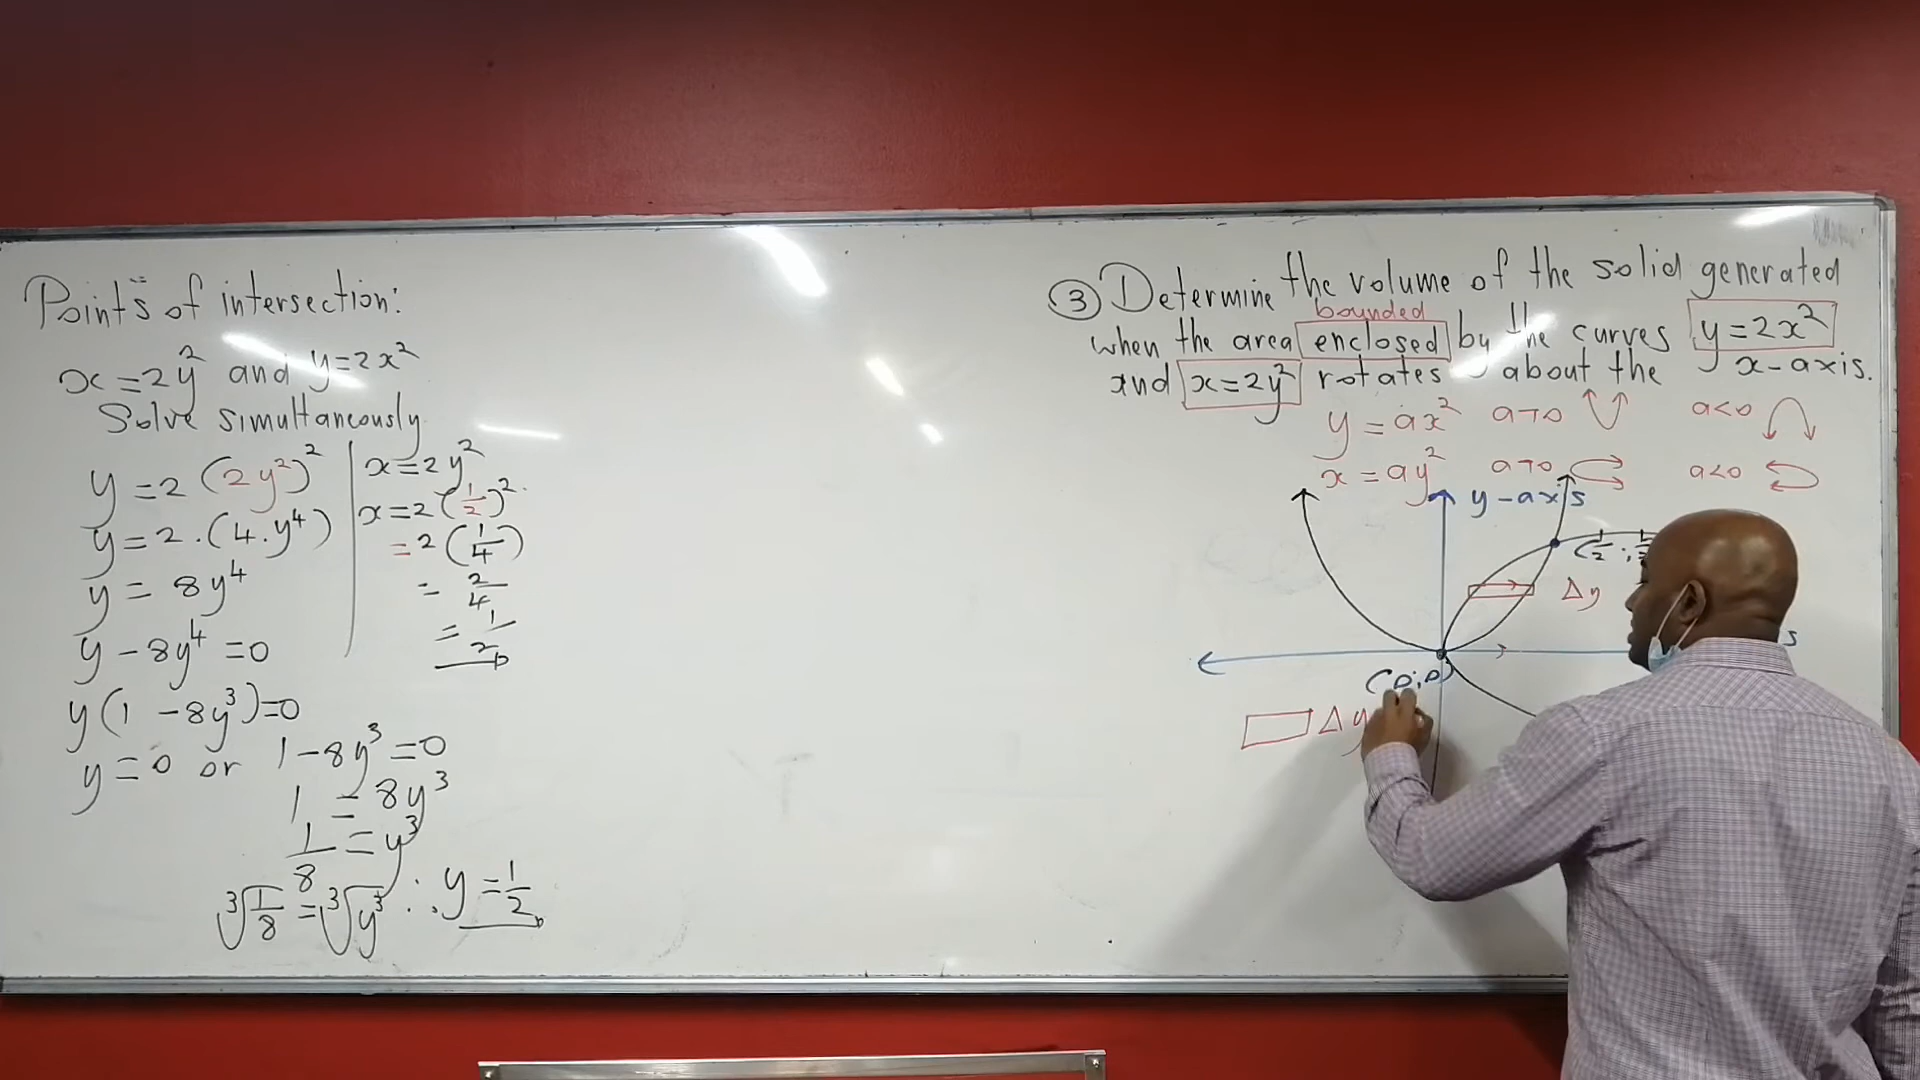 Points of intersection:
x = 2y² and y = 2x²
Solve simultaneously
y = 2 (2y²)²
y = 2 . (4.y⁴)
y = 8y⁴
y - 8y⁴ = 0
y(1 - 8y³) = 0
y = 0 or 1 - 8y³ = 0
1 = 8y³
1/8 = y³
∛(1/8) = ∛(y³) ∴ y = 1/2
x = 2y²
x = 2(1/2)²
= 2(1/4)
= 2/4
= 1/2
③ Determine the volume of the solid generated
bounded
when the area enclosed by the curves y = 2x²
and x = 2y² rotates about the x-axis.
y = ax² a>0 a<0
x = ay² a>0 a<0
y-axis
Δy
s
(0;0)
Δy